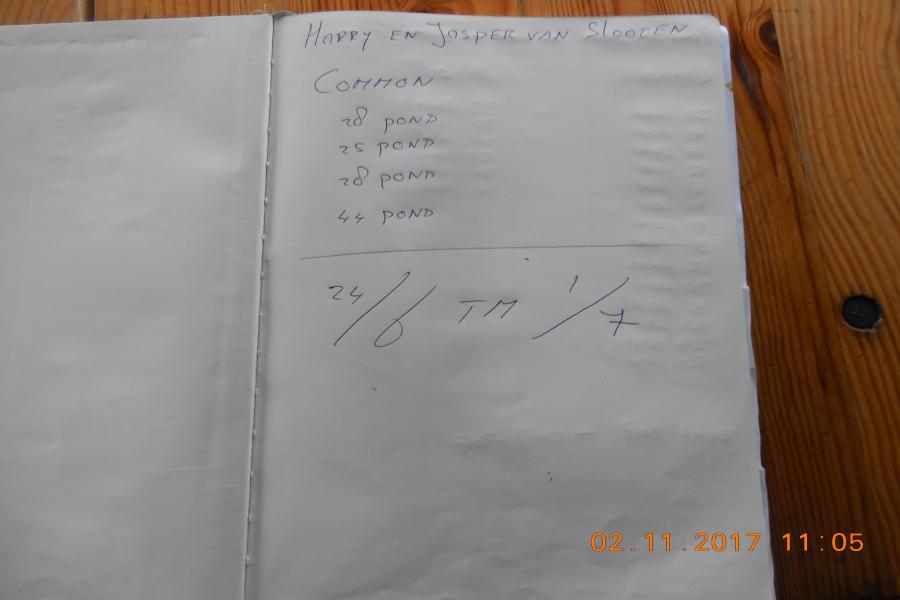 HARRY EN JASPER VAN SLOOTEN
COMMON
28 POND
25 POND
28 POND
44 POND
24/6 TM 1/7
02.11.2017 11:05